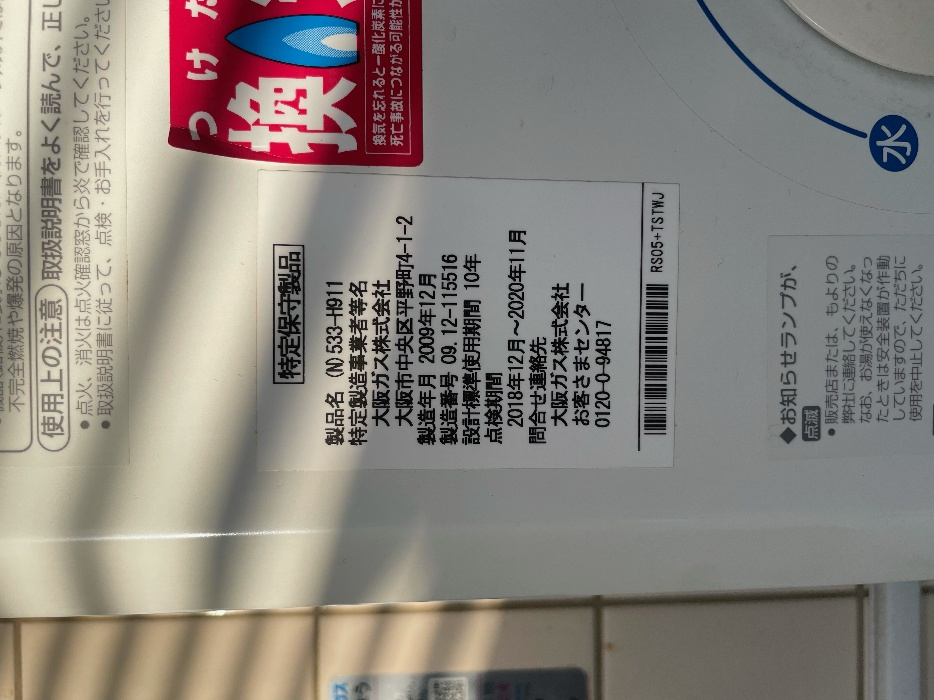 不完全燃焼や爆発の原因となります。
使用上の注意 取扱説明書をよく読んで、正し
●点火、消火は点火確認窓から炎で確認してください。
●取扱説明書に従って、点検・お手入れを行ってください
つけた
換
換気を忘れると一酸化炭素に
死亡事故につながる可能性が
特定保守製品
製品名 (N)533-H911
特定製造事業者等名
大阪ガス株式会社
大阪市中央区平野町4-1-2
製造年月 2009年12月
製造番号 09.12-115516
設計標準使用期間 10年
点検期間
2018年12月～2020年11月
問合せ連絡先
大阪ガス株式会社
お客さまセンター
0120-0-94817
RS05+TSTWJ
水
◆お知らせランプが、
点滅
●販売店または、もよりの
弊社に連絡してください。
なお、お湯が使えなくなっ
たときは安全装置が作動
していますので、ただちに
使用を中止してください。